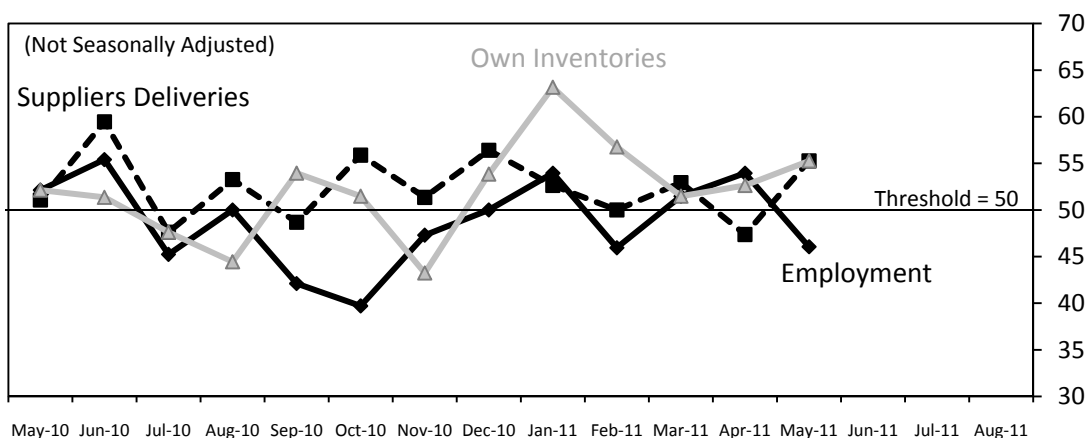 (Not Seasonally Adjusted)
Own Inventories
Suppliers Deliveries
Threshold = 50
Employment
70
65
60
55
50
45
40
35
30
May-10 Jun-10 Jul-10 Aug-10 Sep-10 Oct-10 Nov-10 Dec-10 Jan-11 Feb-11 Mar-11 Apr-11 May-11 Jun-11 Jul-11 Aug-11